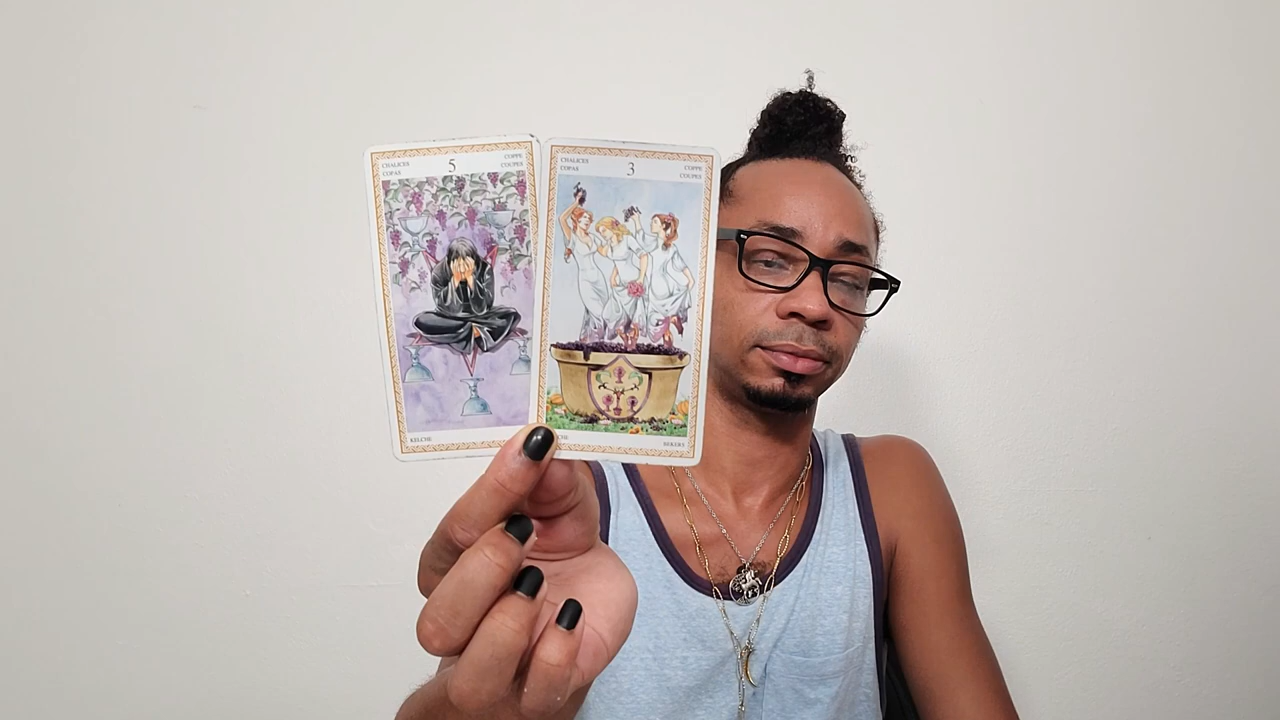 CHALICES 5 COPPE
COPAS COUPES
KELCHE
CHALICES 3 COPPE
COPAS COUPES
BEKERS